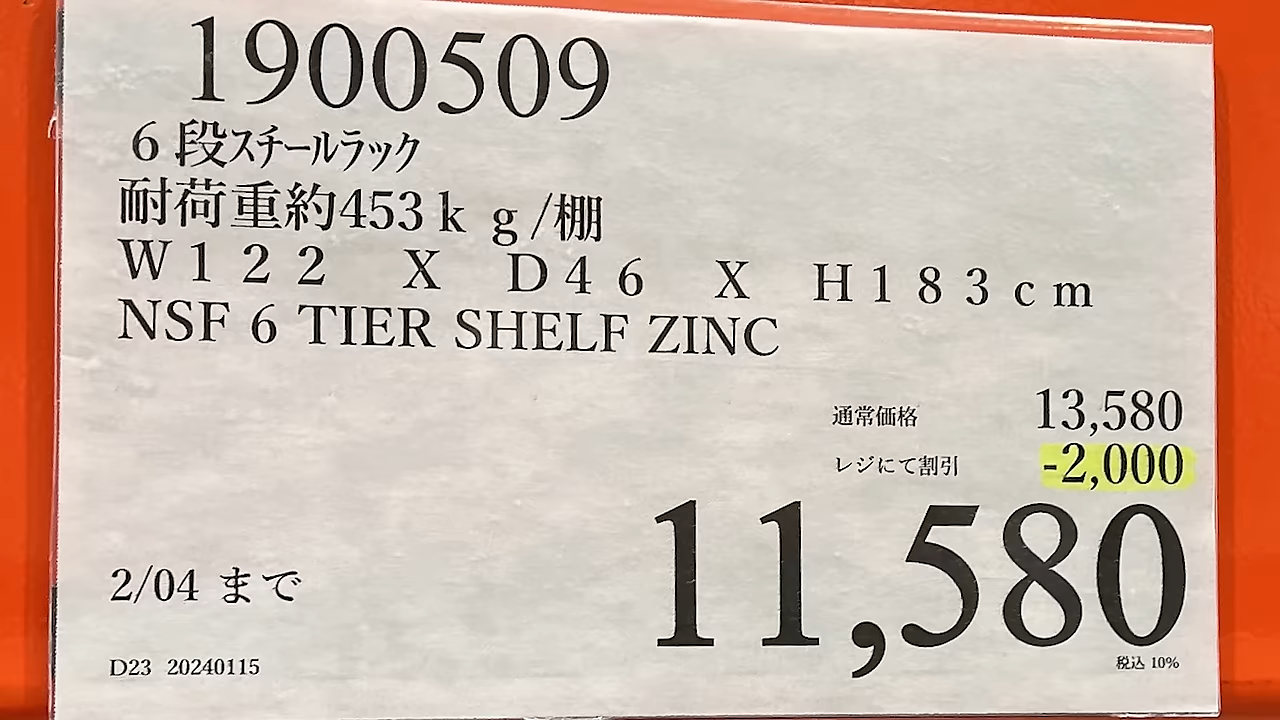 1900509
6段スチールラック
耐荷重約453kg/棚
W122 X D46 X H183cm
NSF 6 TIER SHELF ZINC
通常価格 13,580
レジにて割引 -2,000
11,580
2/04 まで
税込 10%
D23 20240115